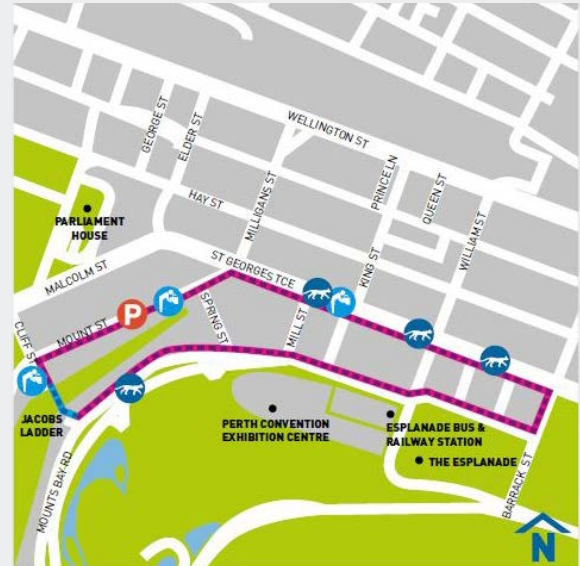 WELLINGTON ST
GEORGE ST
ELDER ST
PRINCE LN
QUEEN ST
MILLIGANS ST
HAY ST
WILLIAM ST
PARLIAMENT
HOUSE
ST GEORGES TCE
KING ST
MALCOLM ST
P
SPRING ST
MILL ST
MOUNT ST
CLIFF ST
JACOBS
LADDER
PERTH CONVENTION
EXHIBITION CENTRE
ESPLANADE BUS &
RAILWAY STATION
THE ESPLANADE
BARRACK ST
MOUNTS BAY RD
N